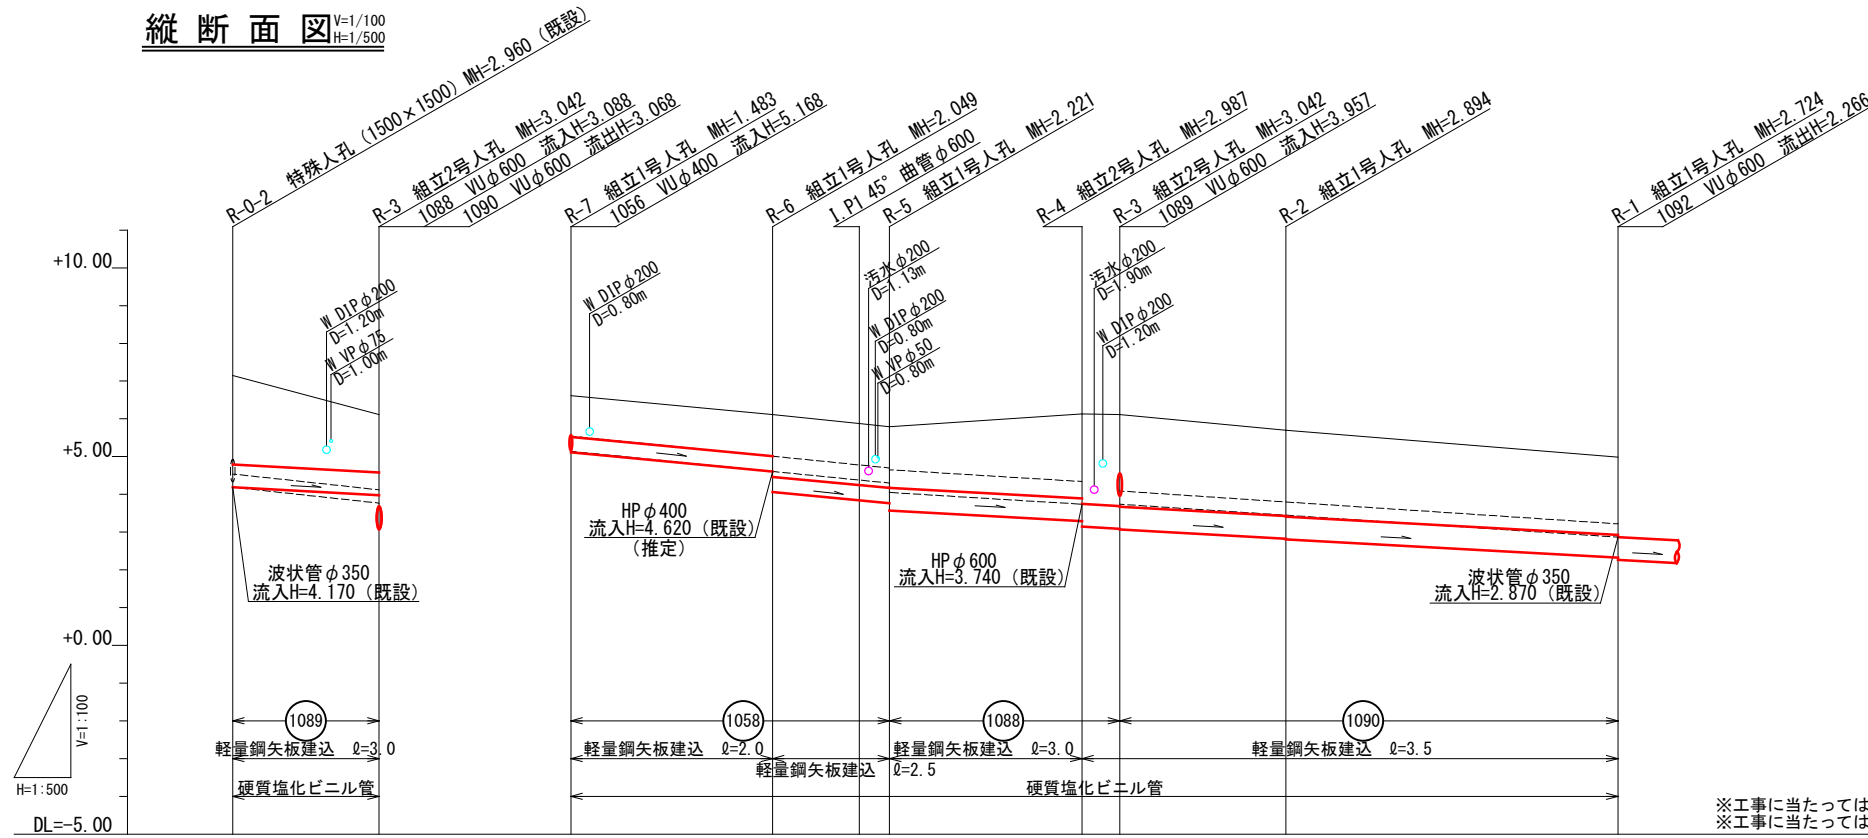 縦断面図 V=1/100
H=1/500
R-0-2 特殊人孔（1500×1500）MH=2.960（既設）
R-3 組立2号人孔 MH=3.042
1088 VUφ600 流入H=3.088
1090 VUφ600 流出H=3.068
R-7 組立1号人孔 MH=1.483
1056 VUφ400 流入H=5.168
R-6 組立1号人孔 MH=2.049
I.P1 45° 曲管φ600
R-5 組立1号人孔 MH=2.221
R-4 組立2号人孔 MH=2.987
R-3 組立2号人孔 MH=3.042
1089 VUφ600 流入H=3.957
R-2 組立1号人孔 MH=2.894
R-1 組立1号人孔 MH=2.724
1092 VUφ600 流出H=2.266
+10.00
+5.00
+0.00
DL=-5.00
W DIPφ200
D=1.20m
W VPφ75
D=1.00m
W DIPφ200
D=0.80m
汚水φ200
D=1.13m
W DIPφ200
D=0.80m
W VPφ50
D=0.80m
汚水φ200
D=1.90m
W DIPφ200
D=1.20m
波状管φ350
流入H=4.170（既設）
HPφ400
流入H=4.620（既設）
（推定）
HPφ600
流入H=3.740（既設）
波状管φ350
流入H=2.870（既設）
V=1:100
H=1:500
1089
1058
1088
1090
軽量鋼矢板建込 ℓ=3.0
軽量鋼矢板建込 ℓ=2.0
軽量鋼矢板建込 ℓ=2.5
軽量鋼矢板建込 ℓ=3.0
軽量鋼矢板建込 ℓ=3.5
硬質塩化ビニル管
硬質塩化ビニル管
※工事に当たっては
※工事に当たっては